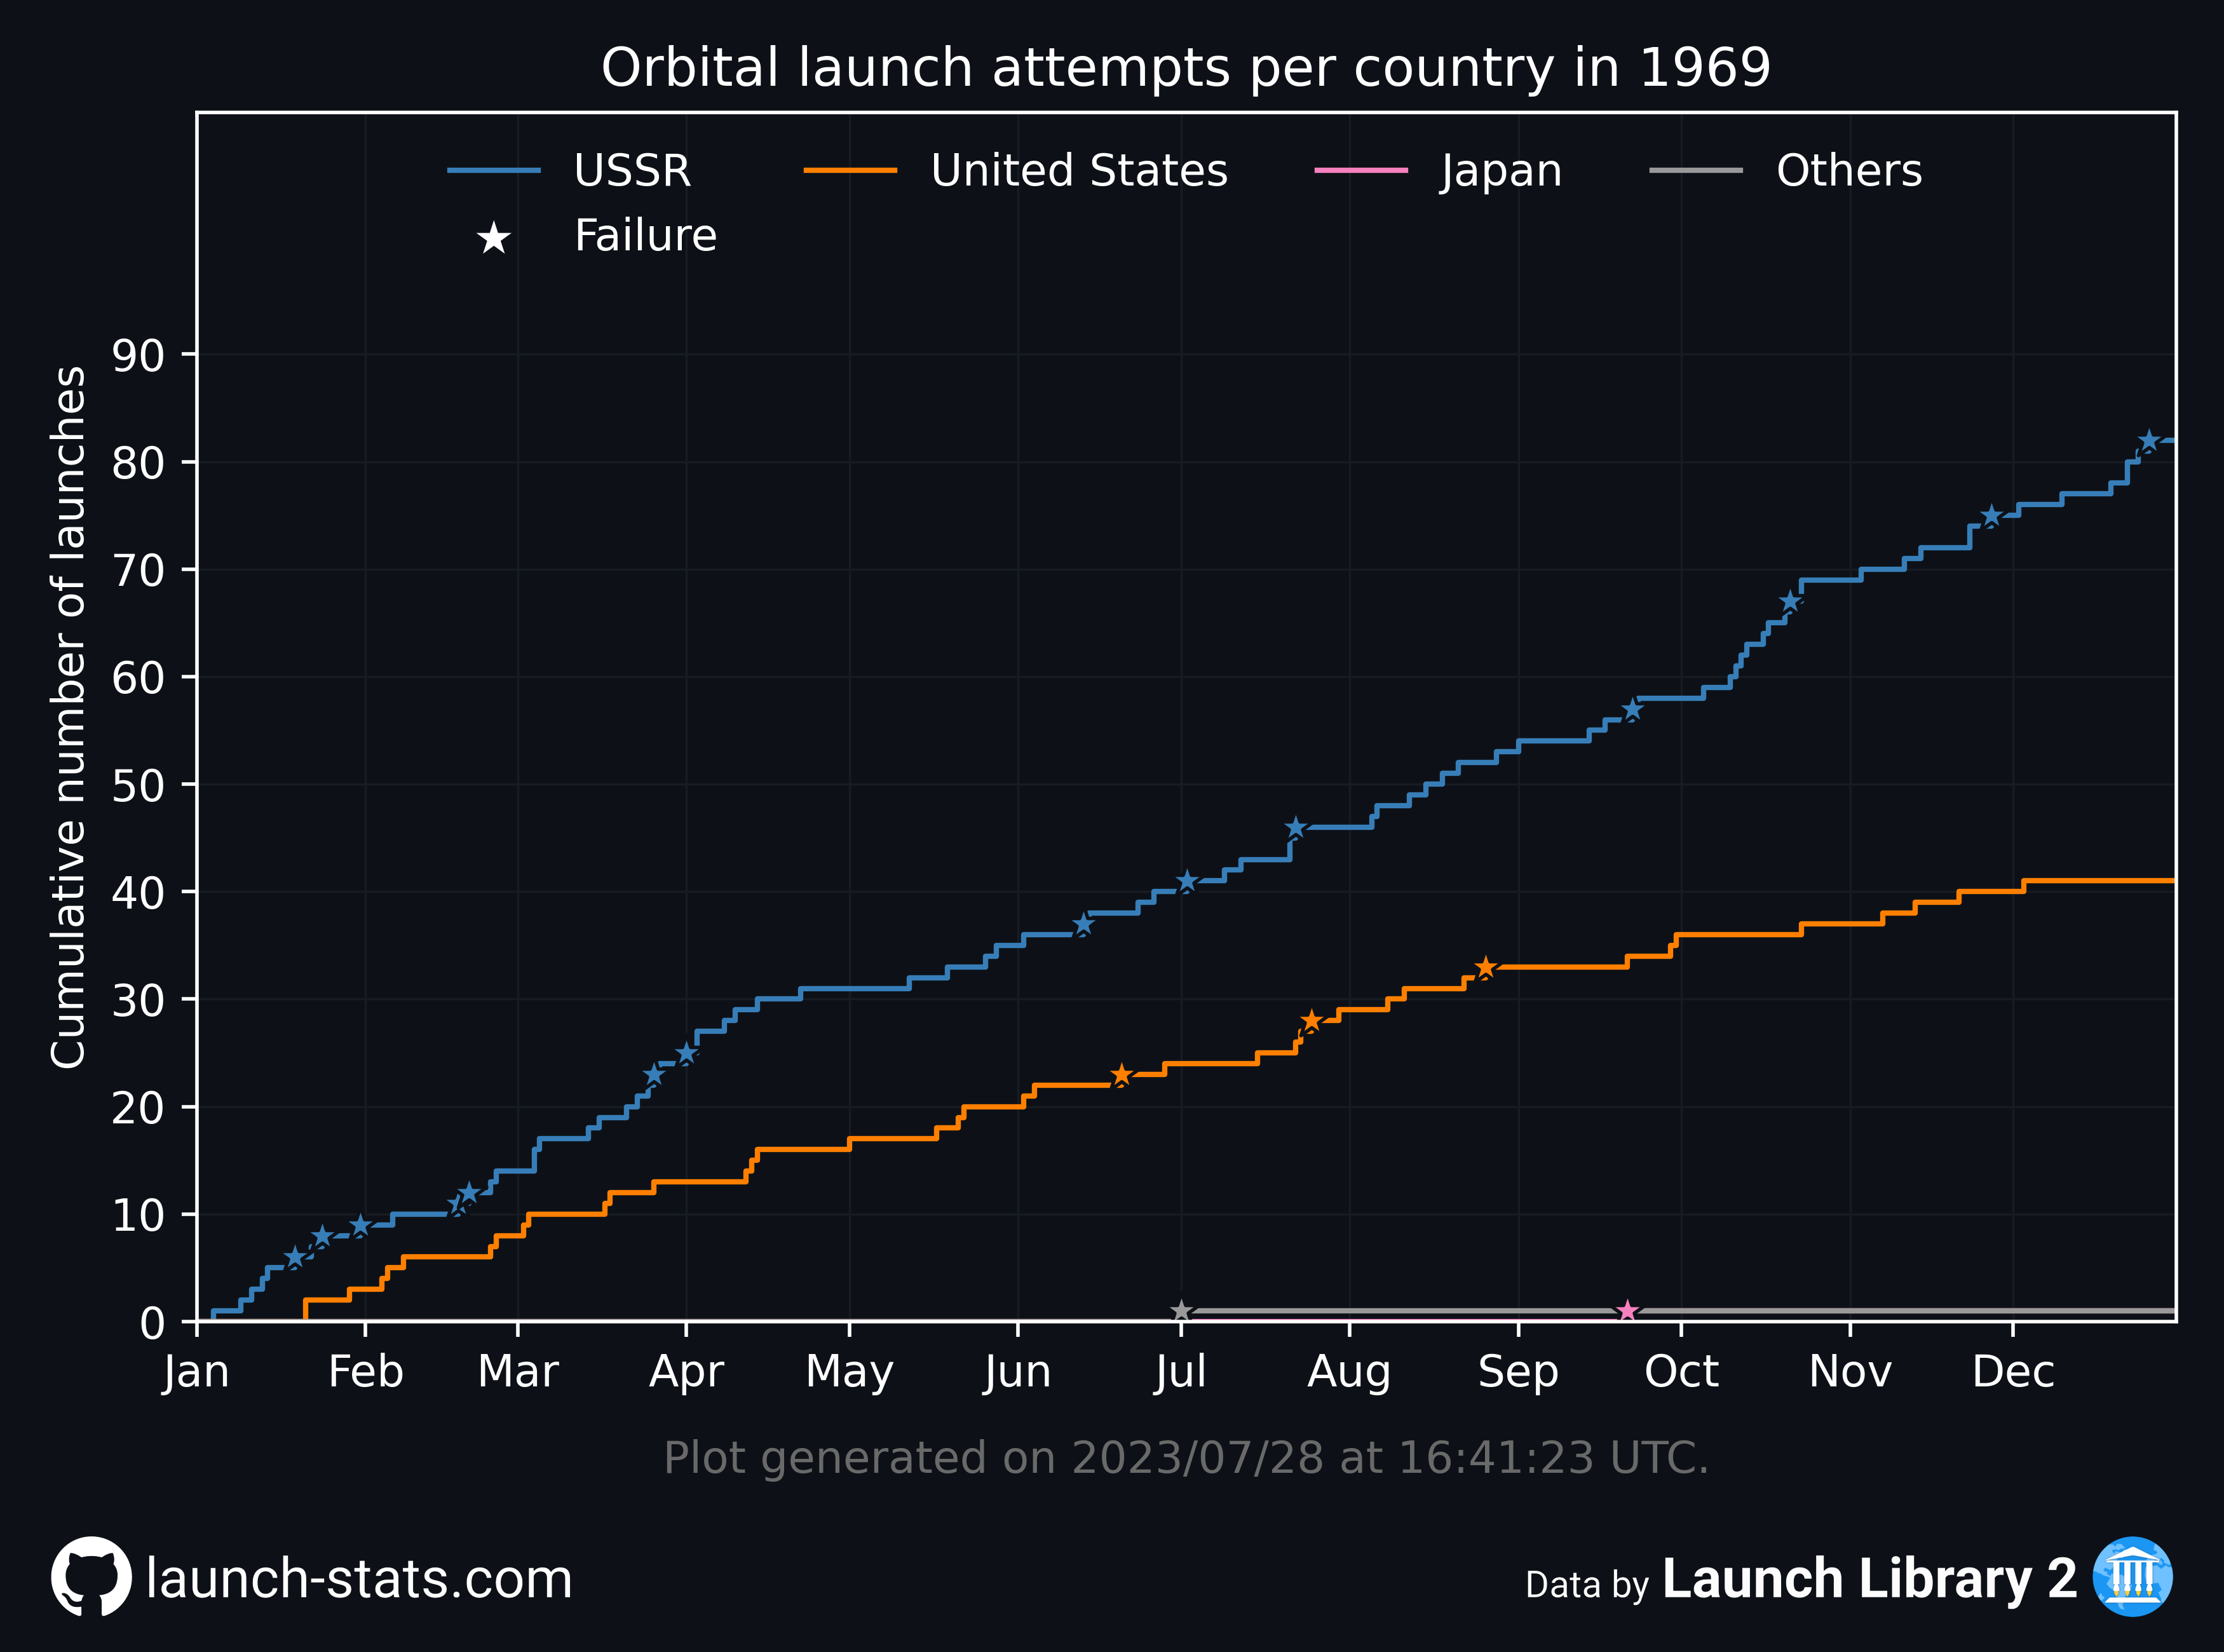 Orbital launch attempts per country in 1969
USSR
United States
Japan
Others
Failure
Cumulative number of launches
90
80
70
60
50
40
30
20
10
0
Jan Feb Mar Apr May Jun Jul Aug Sep Oct Nov Dec
Plot generated on 2023/07/28 at 16:41:23 UTC.
launch-stats.com
Data by Launch Library 2